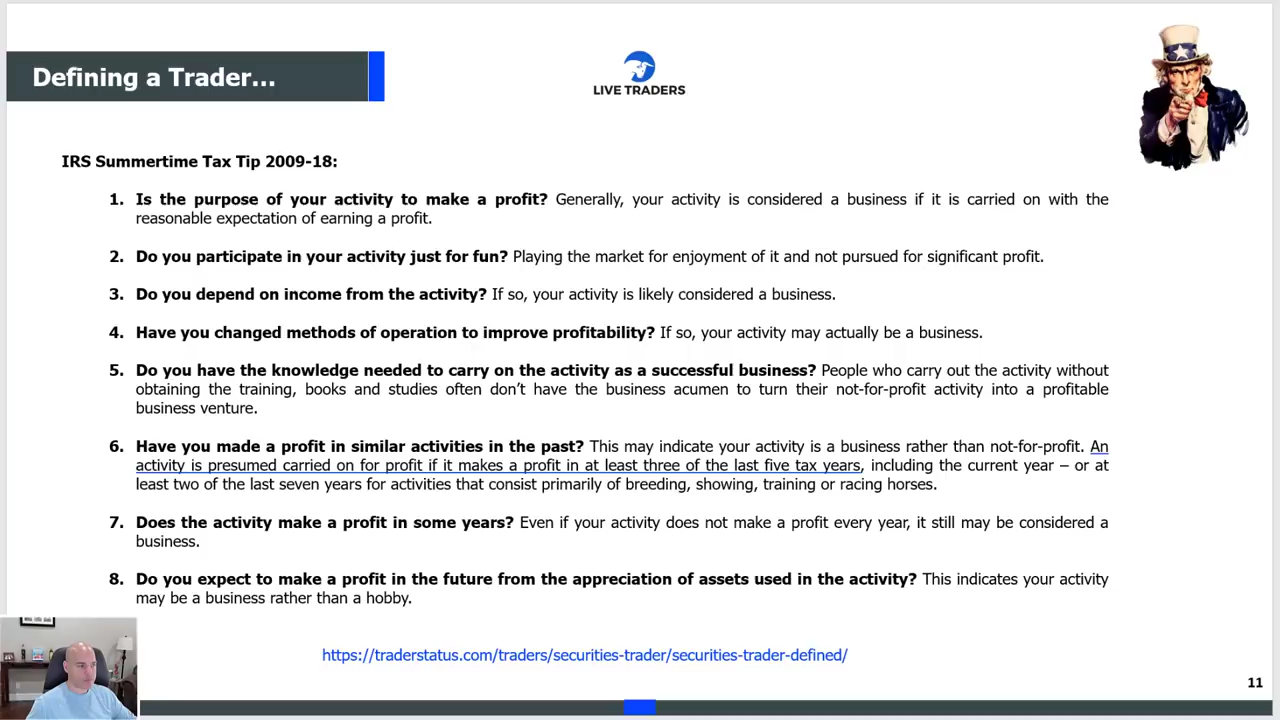 Defining a Trader...
LIVE TRADERS
IRS Summertime Tax Tip 2009-18:
1. Is the purpose of your activity to make a profit? Generally, your activity is considered a business if it is carried on with the
reasonable expectation of earning a profit.
2. Do you participate in your activity just for fun? Playing the market for enjoyment of it and not pursued for significant profit.
3. Do you depend on income from the activity? If so, your activity is likely considered a business.
4. Have you changed methods of operation to improve profitability? If so, your activity may actually be a business.
5. Do you have the knowledge needed to carry on the activity as a successful business? People who carry out the activity without
obtaining the training, books and studies often don’t have the business acumen to turn their not-for-profit activity into a profitable
business venture.
6. Have you made a profit in similar activities in the past? This may indicate your activity is a business rather than not-for-profit. An
activity is presumed carried on for profit if it makes a profit in at least three of the last five tax years, including the current year – or at
least two of the last seven years for activities that consist primarily of breeding, showing, training or racing horses.
7. Does the activity make a profit in some years? Even if your activity does not make a profit every year, it still may be considered a
business.
8. Do you expect to make a profit in the future from the appreciation of assets used in the activity? This indicates your activity
may be a business rather than a hobby.
https://traderstatus.com/traders/securities-trader/securities-trader-defined/
11